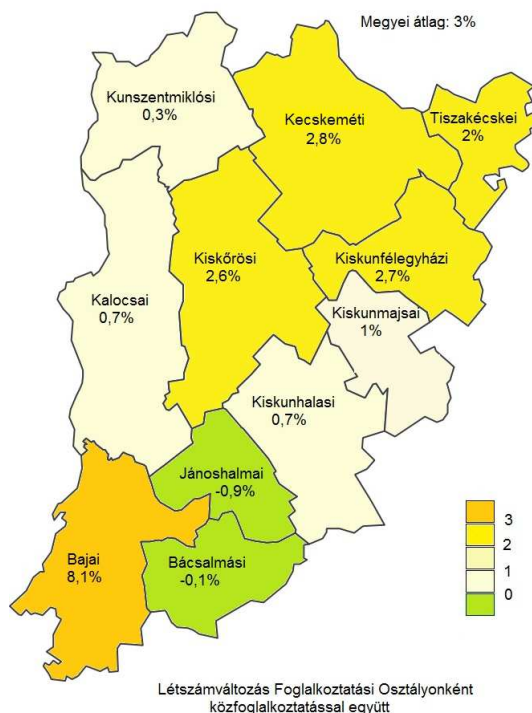 Megyei átlag: 3%
Kunszentmiklósi
0,3%
Kecskeméti
2,8%
Tiszakécskei
2%
Kiskőrösi
2,6%
Kiskunfélegyházi
2,7%
Kalocsai
0,7%
Kiskunmajsai
1%
Kiskunhalasi
0,7%
Jánoshalmai
-0,9%
Bajai
8,1%
Bácsalmási
-0,1%
3
2
1
0
Létszámváltozás Foglalkoztatási Osztályonként
közfoglalkoztatással együtt